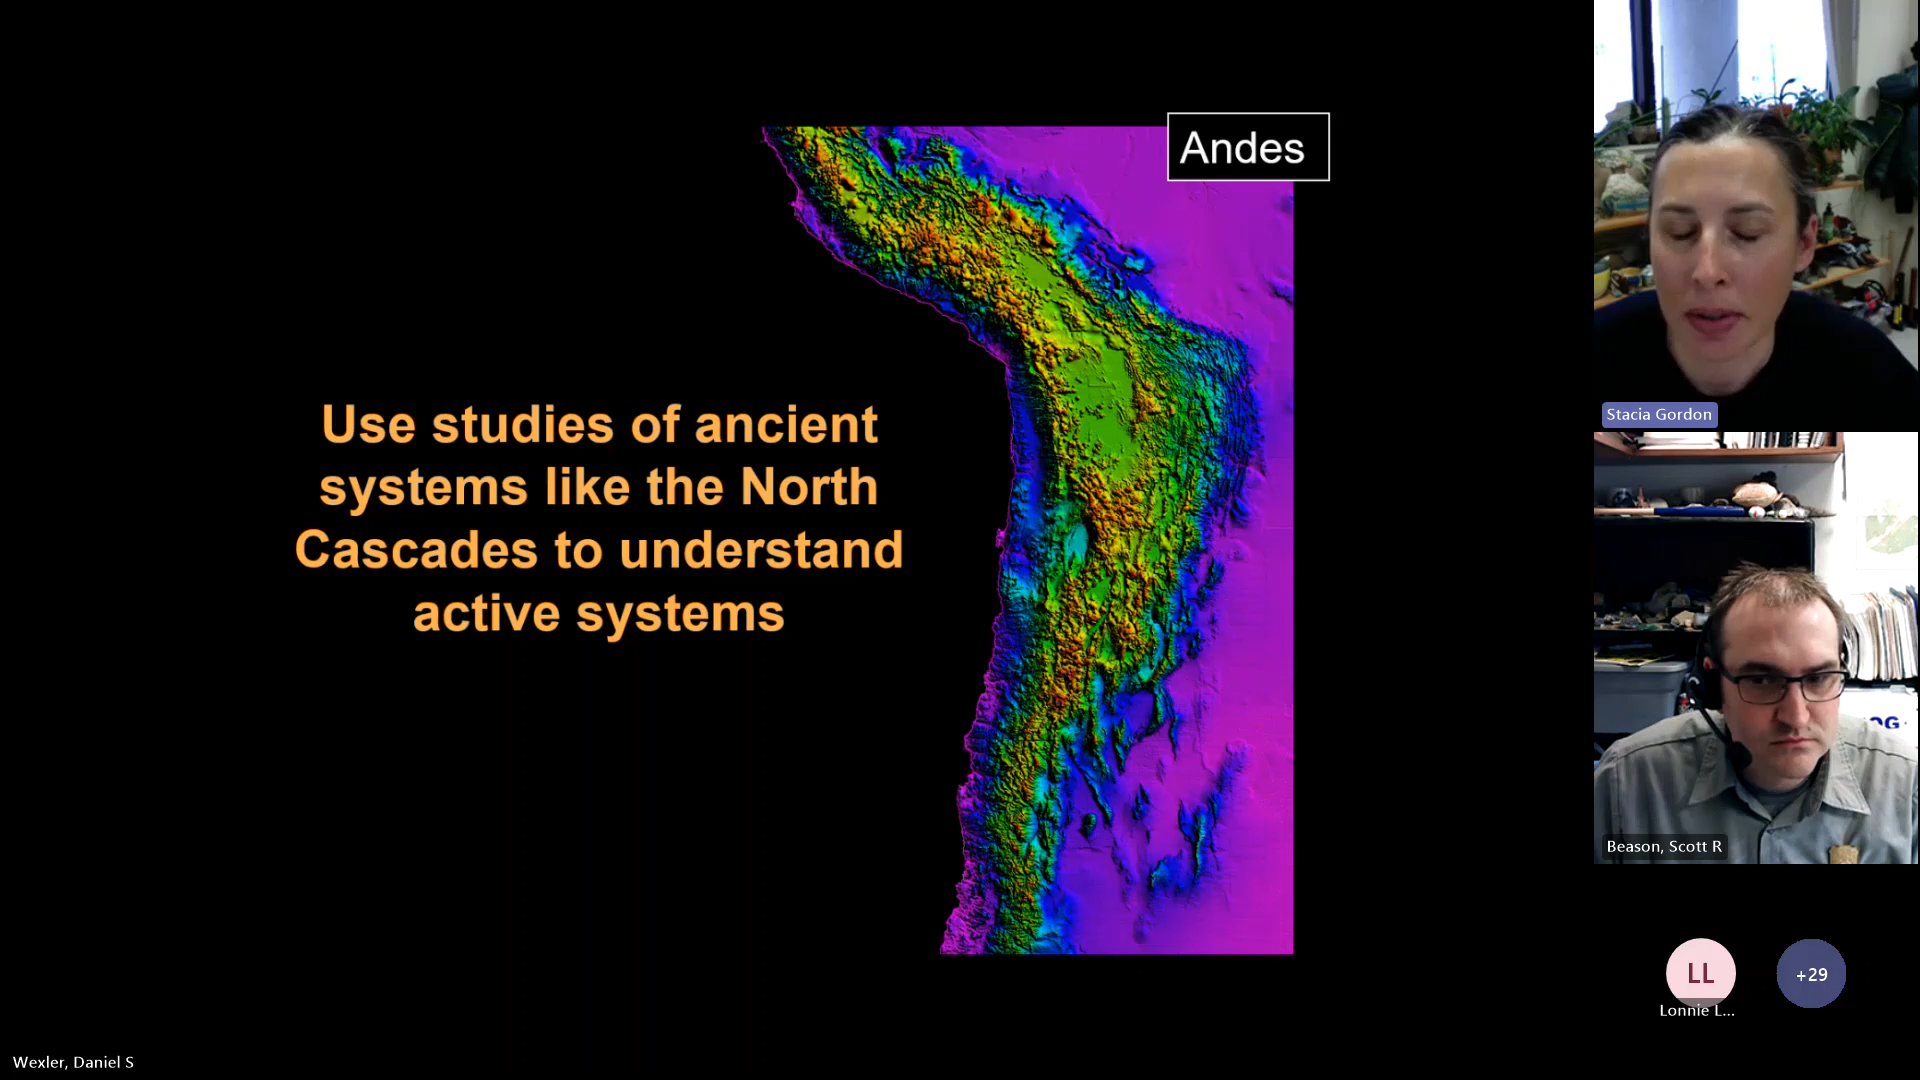 Andes
Use studies of ancient
systems like the North
Cascades to understand
active systems
Stacia Gordon
OG
Beason, Scott R
LL
+29
Lonnie L...
Wexler, Daniel S